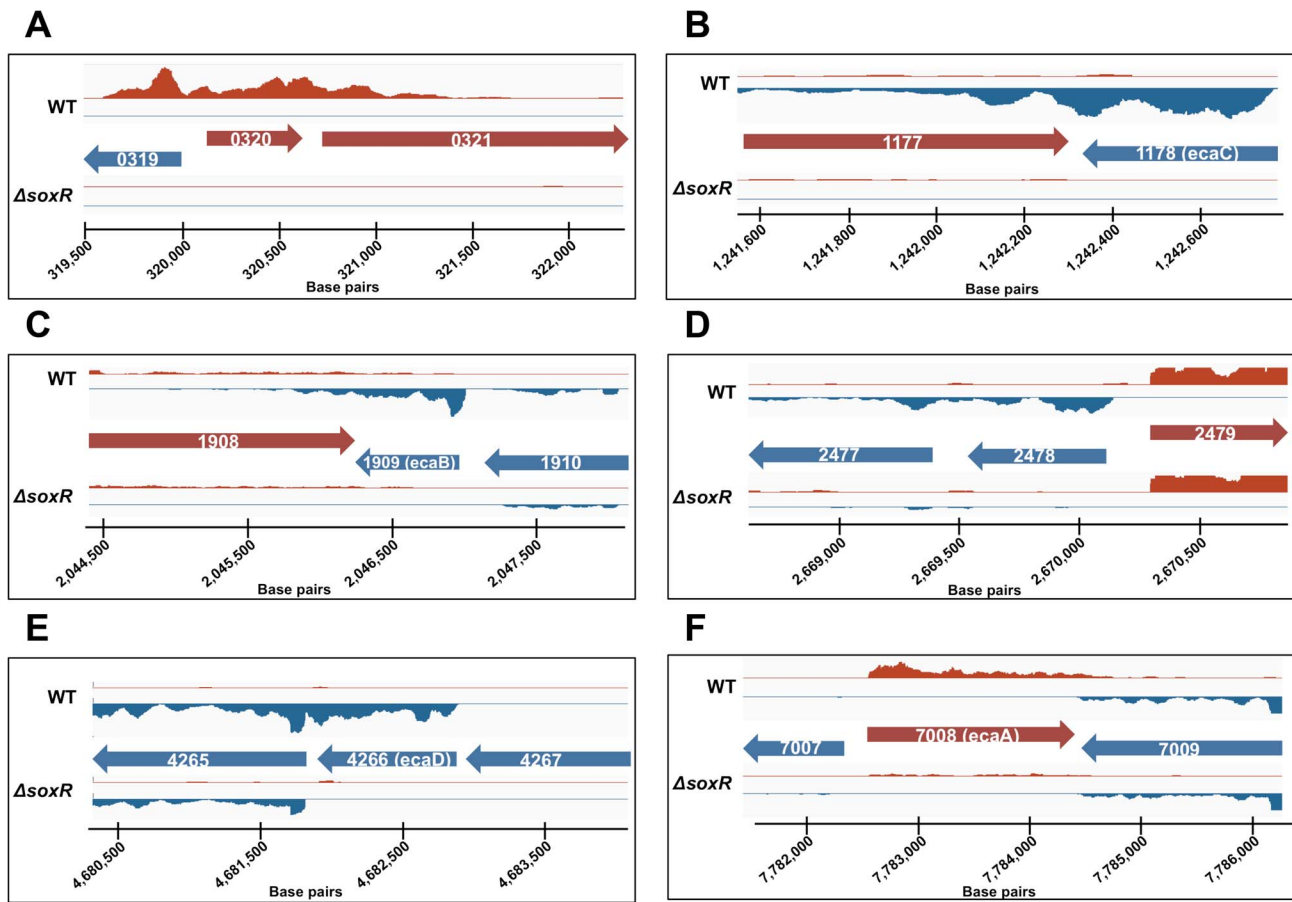 A
WT
0320
0321
0319
ΔsoxR
319,500
320,000
320,500
321,000
321,500
322,000
Base pairs
B
WT
1177
1178 (ecaC)
ΔsoxR
1,241,600
1,241,800
1,242,000
1,242,200
1,242,400
1,242,600
Base pairs
C
WT
1908
1909 (ecaB)
1910
ΔsoxR
2,044,500
2,045,500
2,046,500
2,047,500
Base pairs
D
WT
2479
2477
2478
ΔsoxR
2,669,000
2,669,500
2,670,000
2,670,500
Base pairs
E
WT
4265
4266 (ecaD)
4267
ΔsoxR
4,680,500
4,681,500
4,682,500
4,683,500
Base pairs
F
WT
7008 (ecaA)
7007
7009
ΔsoxR
7,782,000
7,783,000
7,784,000
7,785,000
7,786,000
Base pairs